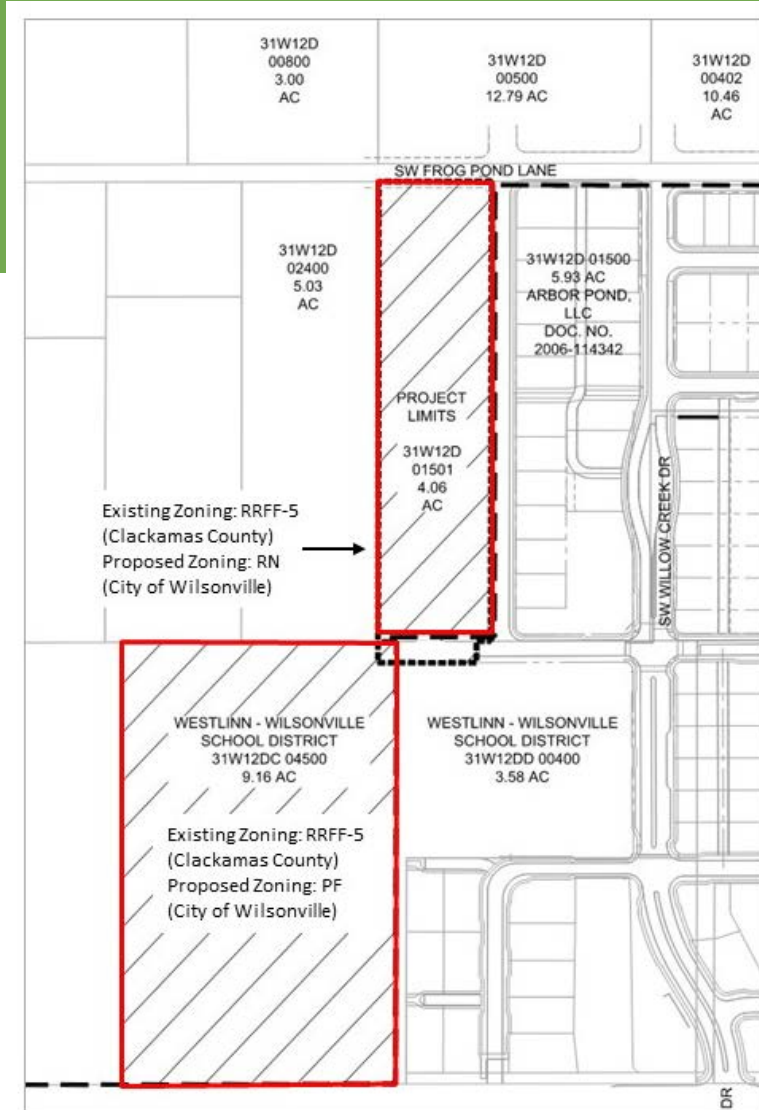 31W12D
00800
3.00
AC
31W12D
00500
12.79 AC
31W12D
00402
10.46
AC
SW FROG POND LANE
31W12D
02400
5.03
AC
31W12D 01500
5.93 AC
ARBOR POND,
LLC
DOC. NO.
2006-114342
PROJECT
LIMITS
31W12D
01501
4.06
AC
Existing Zoning: RRFF-5
(Clackamas County)
Proposed Zoning: RN
(City of Wilsonville)
SW WILLOW CREEK DR
WESTLINN - WILSONVILLE
SCHOOL DISTRICT
31W12DC 04500
9.16 AC
WESTLINN - WILSONVILLE
SCHOOL DISTRICT
31W12DD 00400
3.58 AC
Existing Zoning: RRFF-5
(Clackamas County)
Proposed Zoning: PF
(City of Wilsonville)
DR